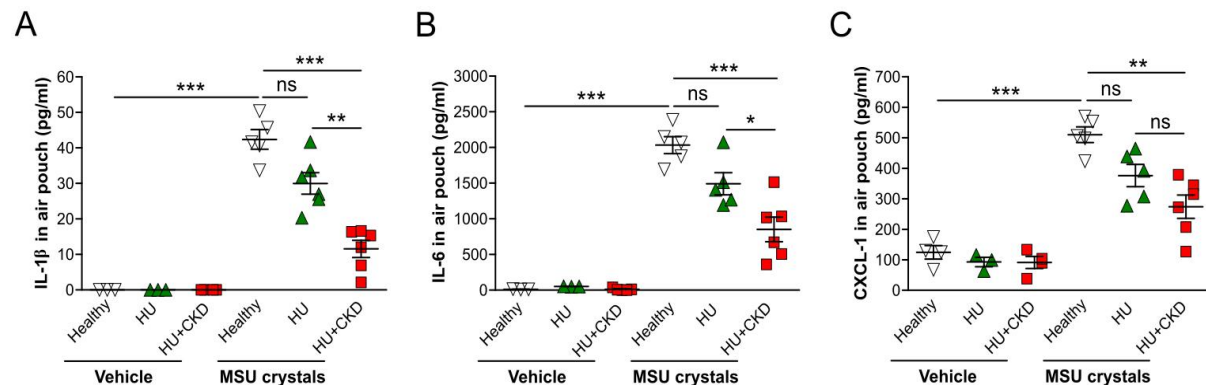 A
IL-1β in air pouch (pg/ml)
60
50
40
30
20
10
0
***
***
ns
**
Healthy
HU
HU+CKD
Healthy
HU
HU+CKD
Vehicle
MSU crystals
B
IL-6 in air pouch (pg/ml)
3000
2500
2000
1500
1000
500
0
***
***
ns
*
Healthy
HU
HU+CKD
Healthy
HU
HU+CKD
Vehicle
MSU crystals
C
CXCL-1 in air pouch (pg/ml)
700
600
500
400
300
200
100
0
**
***
ns
ns
Healthy
HU
HU+CKD
Healthy
HU
HU+CKD
Vehicle
MSU crystals